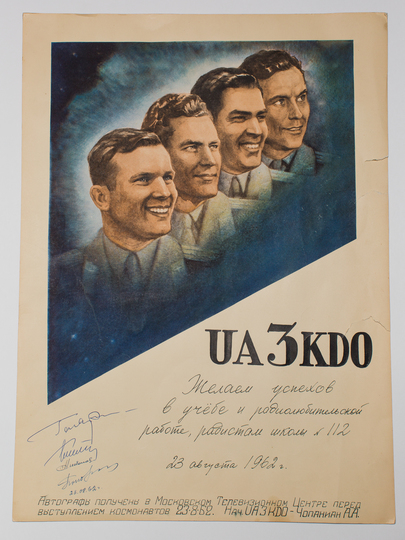 UA3KDO
Желаем успехов
в учёбе и радиолюбительской
работе, радистам школы № 112
23 августа 1962 г.
Автографы получены в Московском Телевизионном Центре перед
выступлением космонавтов 23.8.62. Нач. UA3KDO - Чопанкин